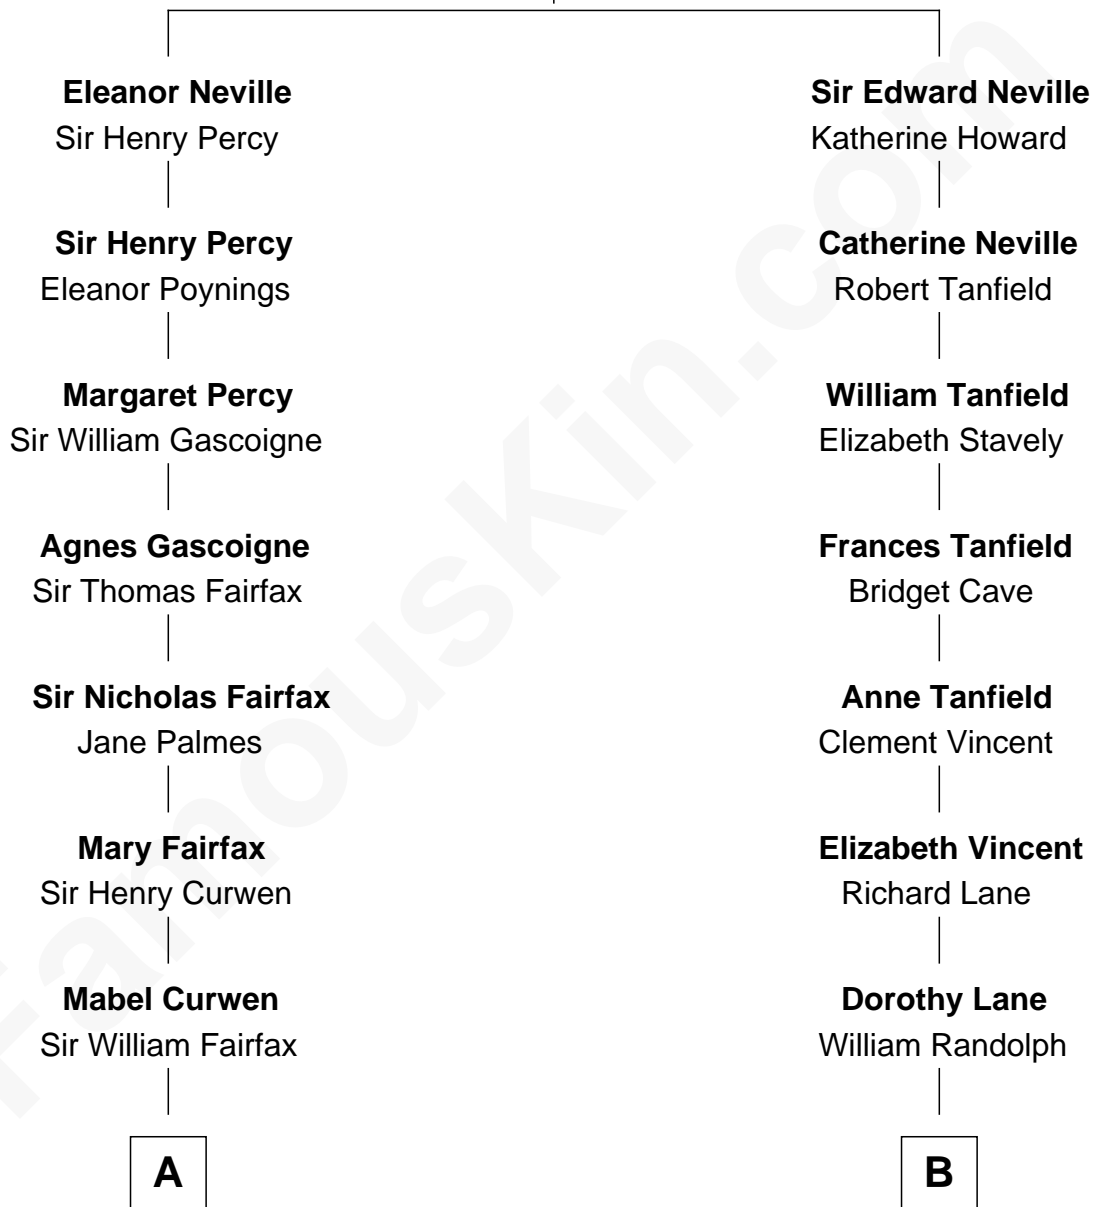 Eleanor Neville
Sir Henry Percy
Sir Henry Percy
Eleanor Poynings
Margaret Percy
Sir William Gascoigne
Agnes Gascoigne
Sir Thomas Fairfax
Sir Nicholas Fairfax
Jane Palmes
Mary Fairfax
Sir Henry Curwen
Mabel Curwen
Sir William Fairfax
A
Sir Edward Neville
Katherine Howard
Catherine Neville
Robert Tanfield
William Tanfield
Elizabeth Stavely
Frances Tanfield
Bridget Cave
Anne Tanfield
Clement Vincent
Elizabeth Vincent
Richard Lane
Dorothy Lane
William Randolph
B
FamousKin.com